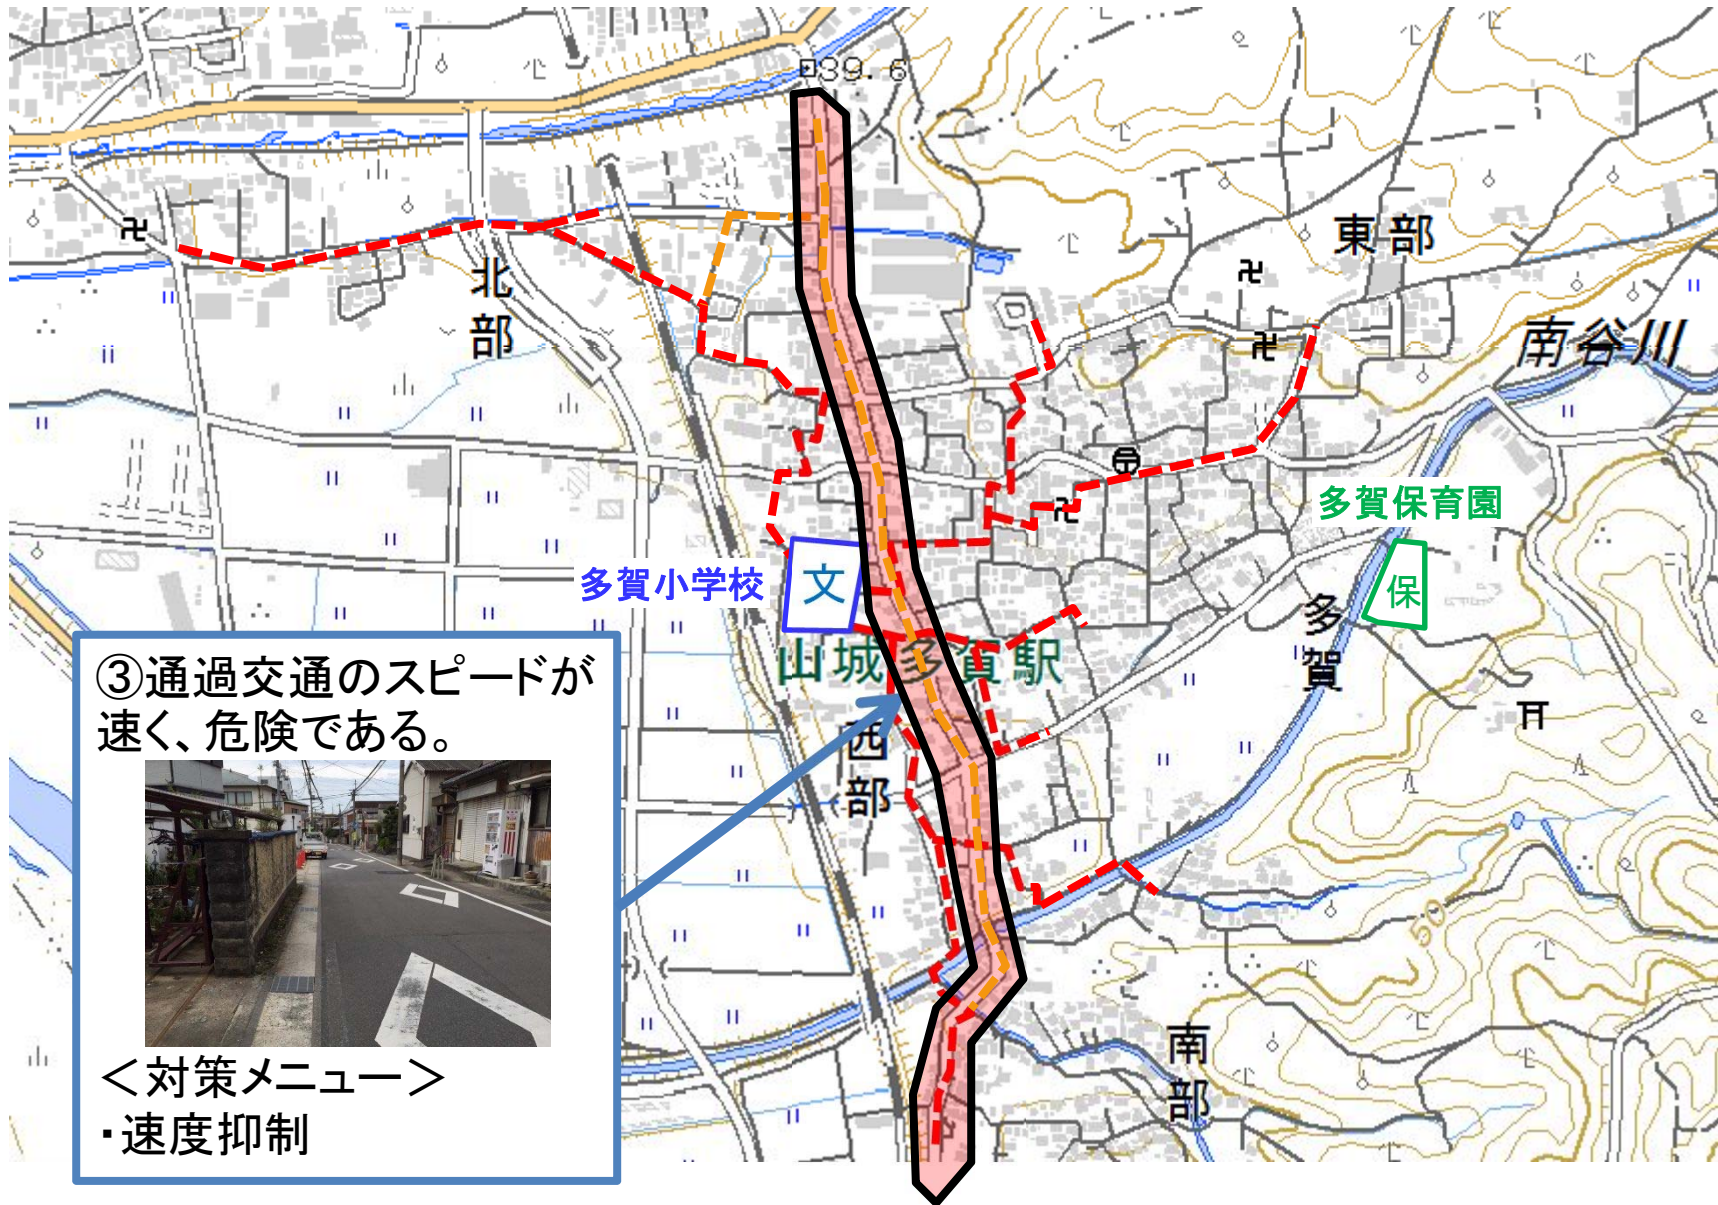 39.6
東部
北部
南谷川
多賀保育園
保
多賀小学校
文
多賀
山城多賀駅
西部
③通過交通のスピードが
速く、危険である。
<対策メニュー>
・速度抑制
50
南部